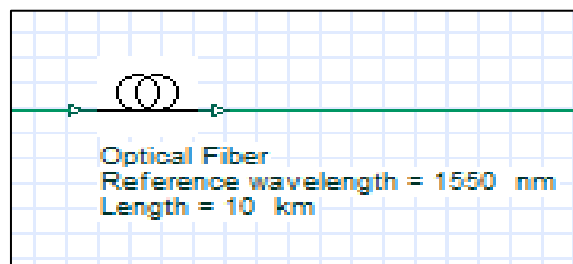 Optical Fiber
Reference wavelength = 1550 nm
Length = 10 km